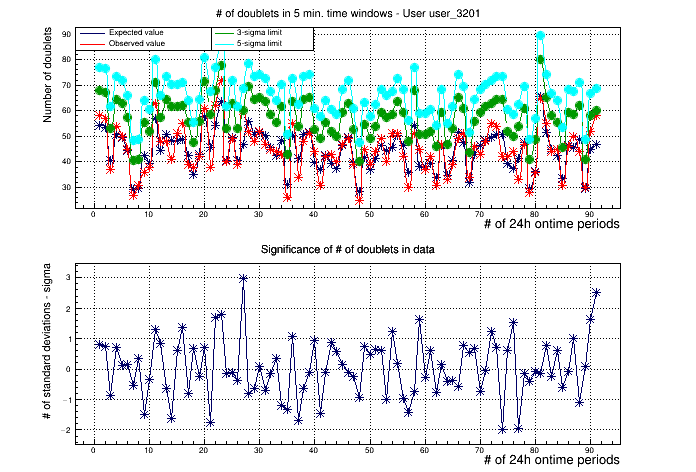 # of doublets in 5 min. time windows - User user_3201
Number of doublets
Expected value
Observed value
3-sigma limit
5-sigma limit
90
80
70
60
50
40
30
0 10 20 30 40 50 60 70 80 90
# of 24h ontime periods
Significance of # of doublets in data
# of standard deviations - sigma
3
2
1
0
-1
-2
0 10 20 30 40 50 60 70 80 90
# of 24h ontime periods